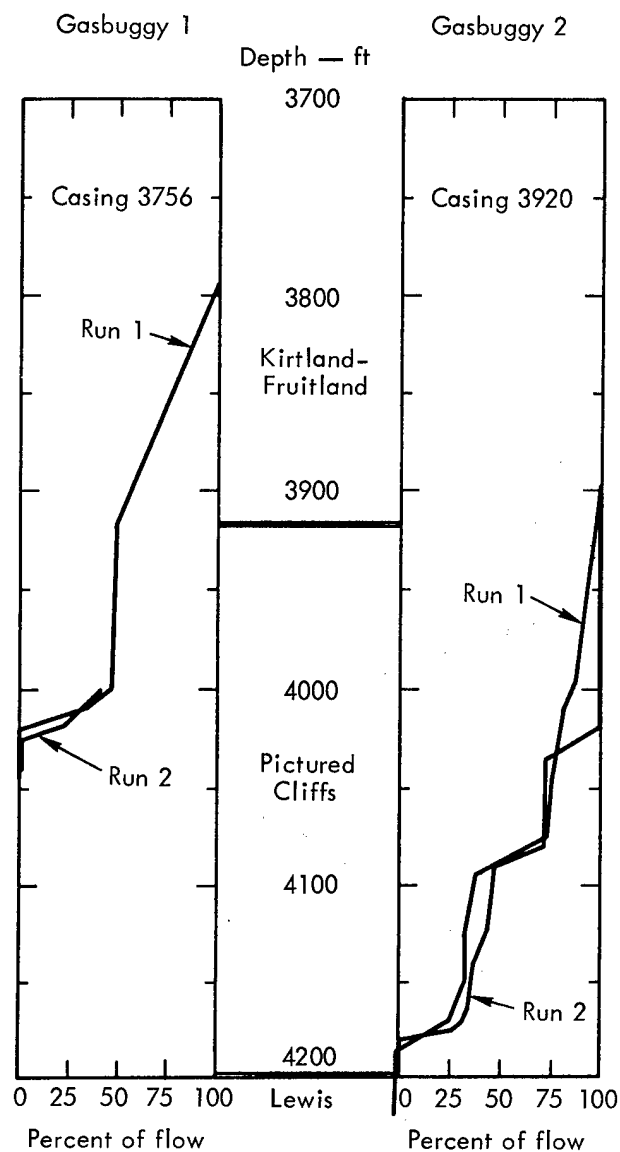 Gasbuggy 1
Gasbuggy 2
Depth — ft
3700
Casing 3756
Casing 3920
3800
Run 1
Kirtland–
Fruitland
3900
Run 1
4000
Run 2
Pictured
Cliffs
4100
Run 2
4200
0 25 50 75 100
Lewis
0 25 50 75 100
Percent of flow
Percent of flow